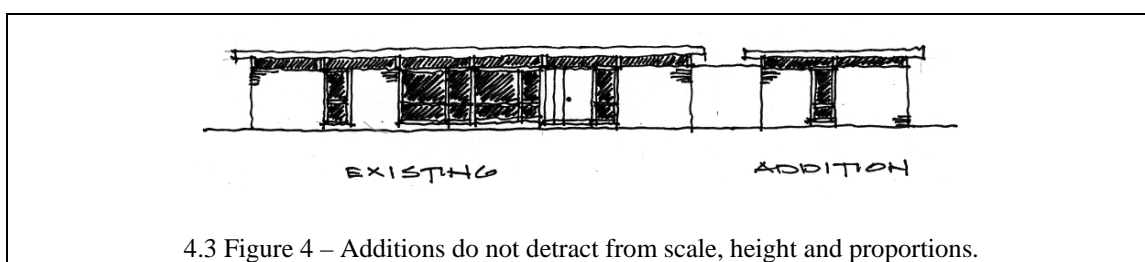 EXISTING ADDITION
4.3 Figure 4 – Additions do not detract from scale, height and proportions.